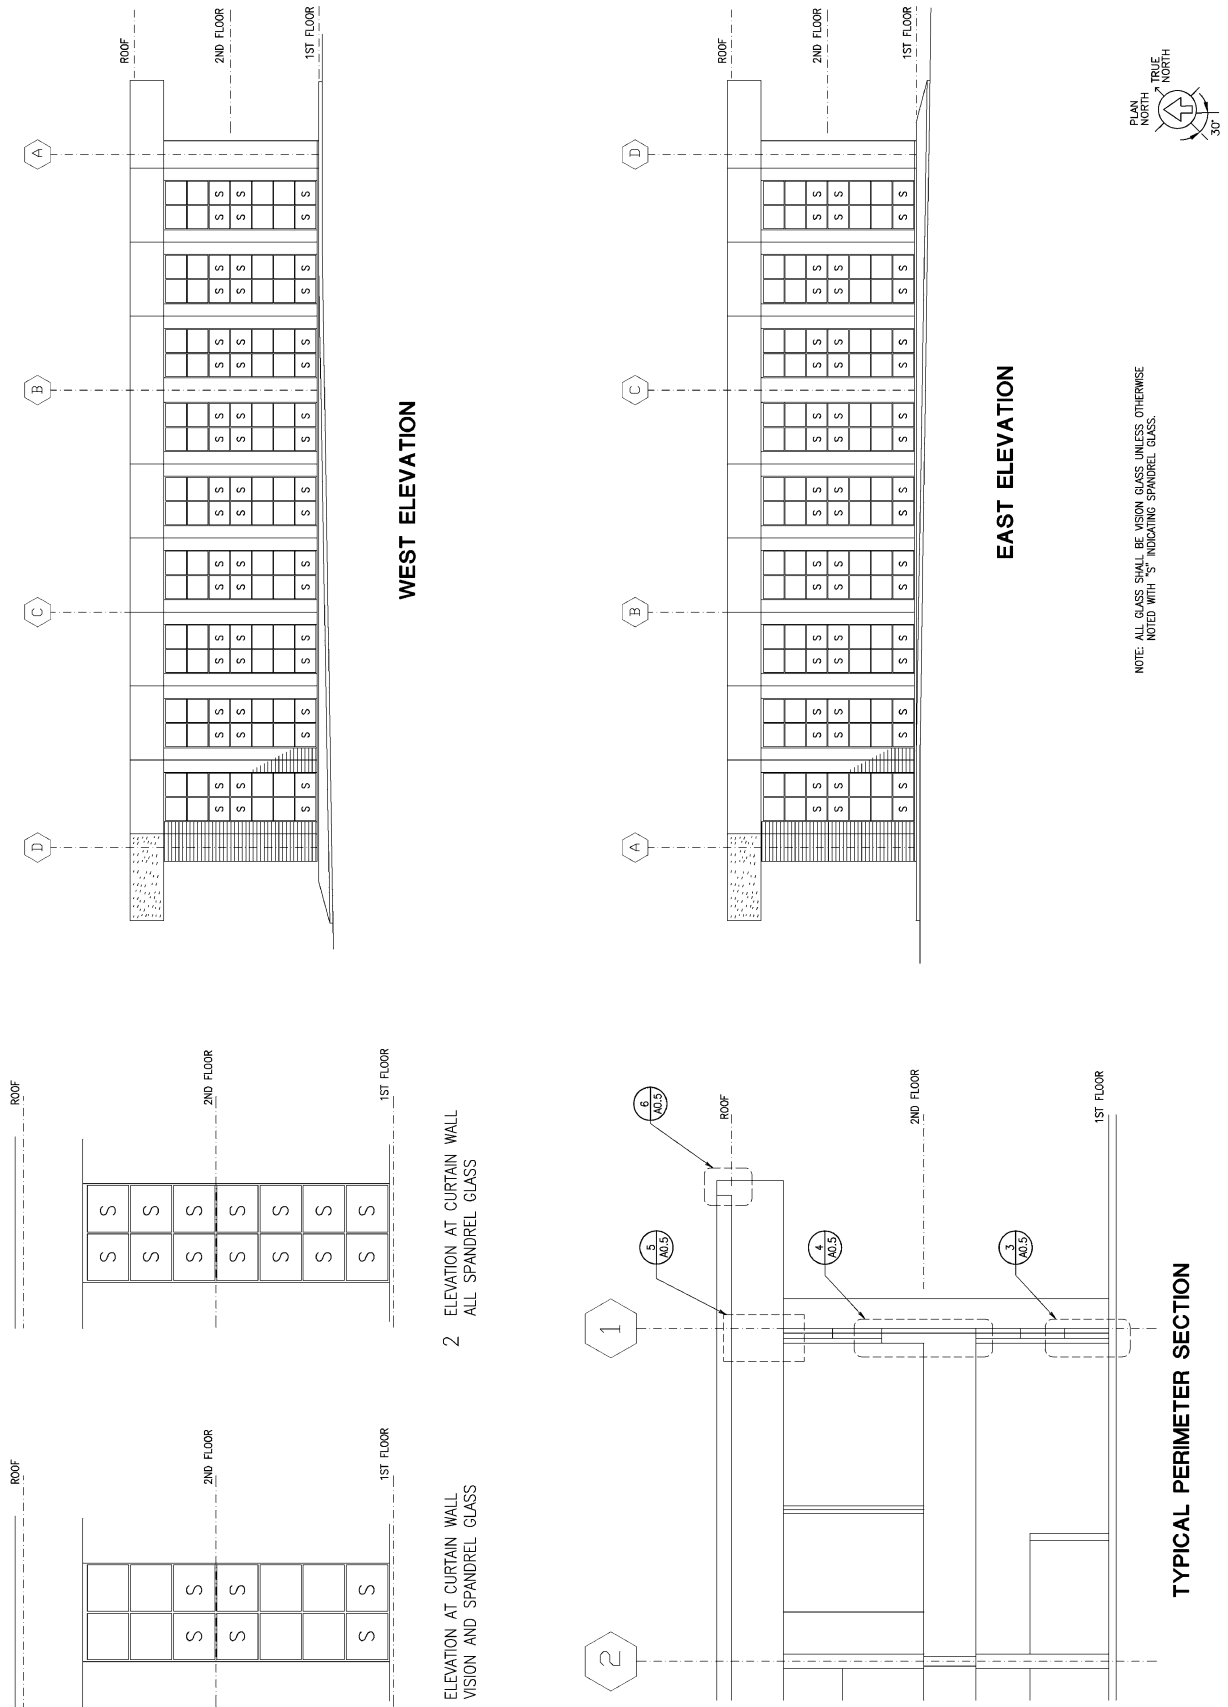 ROOF
S S
2ND FLOOR
S S
S S
1ST FLOOR
ELEVATION AT CURTAIN WALL
VISION AND SPANDREL GLASS
ROOF
S S
S S
S S
2ND FLOOR
S S
S S
S S
S S
1ST FLOOR
2 ELEVATION AT CURTAIN WALL
ALL SPANDREL GLASS
D C B A
ROOF
S S S S S S S S S S S S S S S S S S
2ND FLOOR
S S S S S S S S S S S S S S S S S S
S S S S S S S S S S S S S S S S S S
1ST FLOOR
WEST ELEVATION
2 1
5
A0.5
6
A0.5
ROOF
4
A0.5
2ND FLOOR
3
A0.5
1ST FLOOR
TYPICAL PERIMETER SECTION
A B C D
ROOF
S S S S S S S S S S S S S S S S S S
2ND FLOOR
S S S S S S S S S S S S S S S S S S
S S S S S S S S S S S S S S S S S S
1ST FLOOR
EAST ELEVATION
NOTE: ALL GLASS SHALL BE VISION GLASS UNLESS OTHERWISE
NOTED WITH "S" INDICATING SPANDREL GLASS.
PLAN
NORTH
TRUE
NORTH
30°